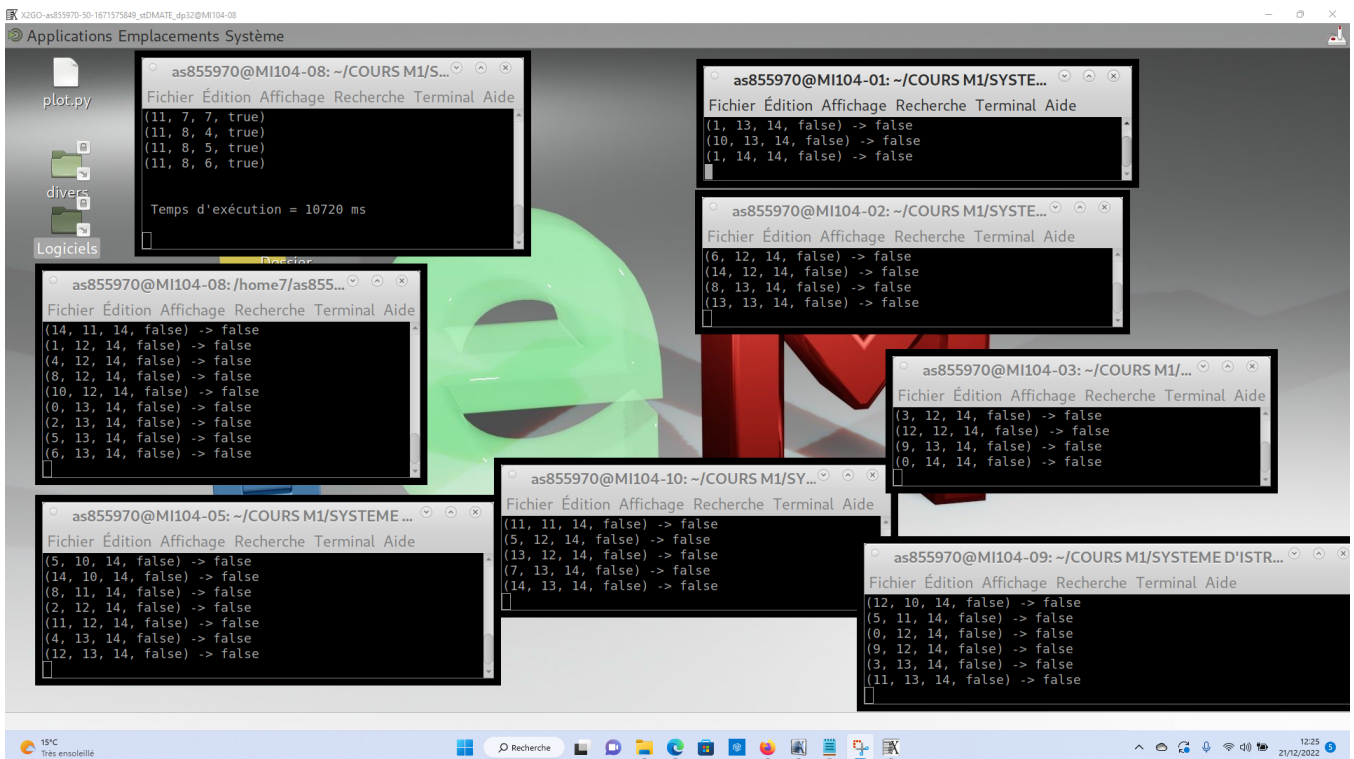 X2GO-as855970-50-1671575849_stDMATE_dp32@MI104-08
Applications Emplacements Système
plot.py
divers
Logiciels
Dossier
as855970@MI104-08: ~/COURS M1/S...
Fichier Édition Affichage Recherche Terminal Aide
(11, 7, 7, true)
(11, 8, 4, true)
(11, 8, 5, true)
(11, 8, 6, true)
Temps d'exécution = 10720 ms
as855970@MI104-01: ~/COURS M1/SYSTE...
Fichier Édition Affichage Recherche Terminal Aide
(1, 13, 14, false) -> false
(10, 13, 14, false) -> false
(1, 14, 14, false) -> false
as855970@MI104-02: ~/COURS M1/SYSTE...
Fichier Édition Affichage Recherche Terminal Aide
(6, 12, 14, false) -> false
(14, 12, 14, false) -> false
(8, 13, 14, false) -> false
(13, 13, 14, false) -> false
as855970@MI104-08: /home7/as855...
Fichier Édition Affichage Recherche Terminal Aide
(14, 11, 14, false) -> false
(1, 12, 14, false) -> false
(4, 12, 14, false) -> false
(8, 12, 14, false) -> false
(10, 12, 14, false) -> false
(0, 13, 14, false) -> false
(2, 13, 14, false) -> false
(5, 13, 14, false) -> false
(6, 13, 14, false) -> false
as855970@MI104-03: ~/COURS M1/...
Fichier Édition Affichage Recherche Terminal Aide
(3, 12, 14, false) -> false
(12, 12, 14, false) -> false
(9, 13, 14, false) -> false
(0, 14, 14, false) -> false
as855970@MI104-10: ~/COURS M1/SY...
Fichier Édition Affichage Recherche Terminal Aide
(11, 11, 14, false) -> false
(5, 12, 14, false) -> false
(13, 12, 14, false) -> false
(7, 13, 14, false) -> false
(14, 13, 14, false) -> false
as855970@MI104-05: ~/COURS M1/SYSTEME ...
Fichier Édition Affichage Recherche Terminal Aide
(5, 10, 14, false) -> false
(14, 10, 14, false) -> false
(8, 11, 14, false) -> false
(2, 12, 14, false) -> false
(11, 12, 14, false) -> false
(4, 13, 14, false) -> false
(12, 13, 14, false) -> false
as855970@MI104-09: ~/COURS M1/SYSTEME D'ISTR...
Fichier Édition Affichage Recherche Terminal Aide
(12, 10, 14, false) -> false
(5, 11, 14, false) -> false
(0, 12, 14, false) -> false
(9, 12, 14, false) -> false
(3, 13, 14, false) -> false
(11, 13, 14, false) -> false
15°C
Très ensoleillé
Recherche
12:25
21/12/2022
5